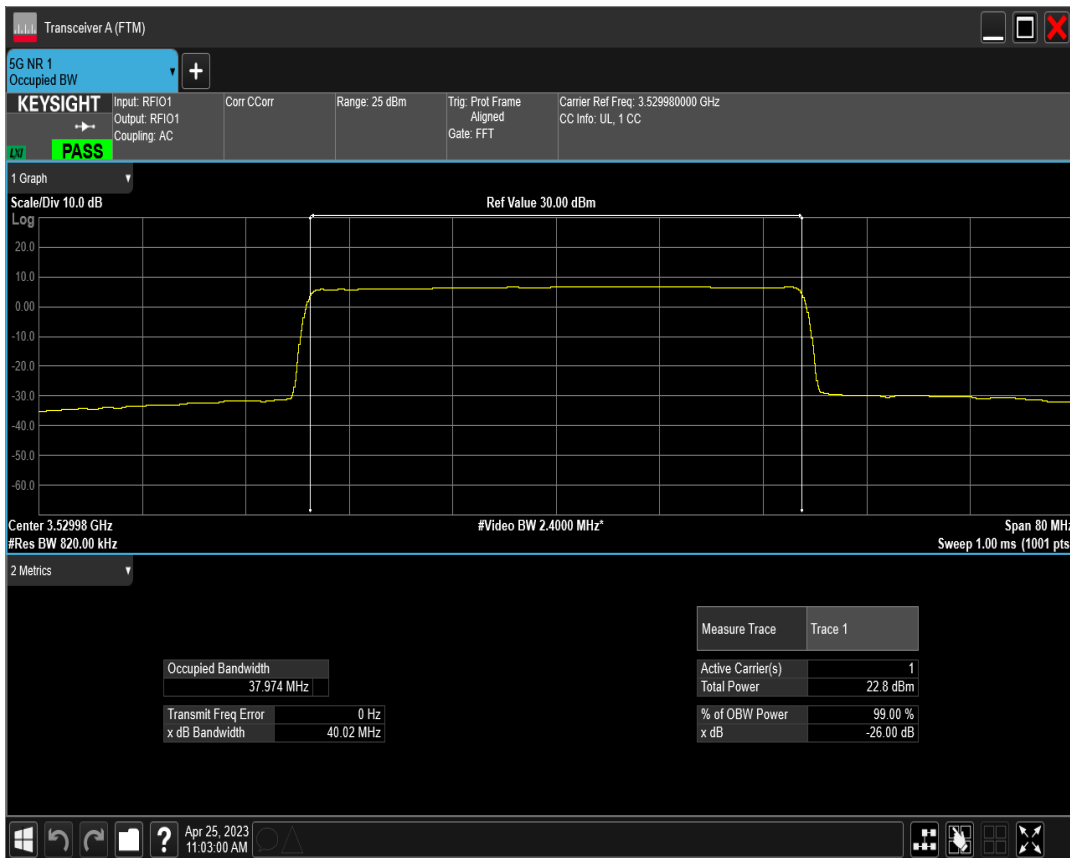 Transceiver A (FTM)
5G NR 1
Occupied BW
+
KEYSIGHT
LXI
PASS
Input: RFIO1
Output: RFIO1
Coupling: AC
Corr CCorr
Range: 25 dBm
Trig: Prot Frame
Aligned
Gate: FFT
Carrier Ref Freq: 3.529980000 GHz
CC Info: UL, 1 CC
1 Graph
Scale/Div 10.0 dB
Ref Value 30.00 dBm
Log
20.0
10.0
0.00
-10.0
-20.0
-30.0
-40.0
-50.0
-60.0
Center 3.52998 GHz
#Video BW 2.4000 MHz*
Span 80 MHz
#Res BW 820.00 kHz
Sweep 1.00 ms (1001 pts
2 Metrics
Measure Trace Trace 1
Occupied Bandwidth
37.974 MHz
Active Carrier(s) 1
Total Power 22.8 dBm
Transmit Freq Error 0 Hz
x dB Bandwidth 40.02 MHz
% of OBW Power 99.00 %
x dB -26.00 dB
?
Apr 25, 2023
11:03:00 AM